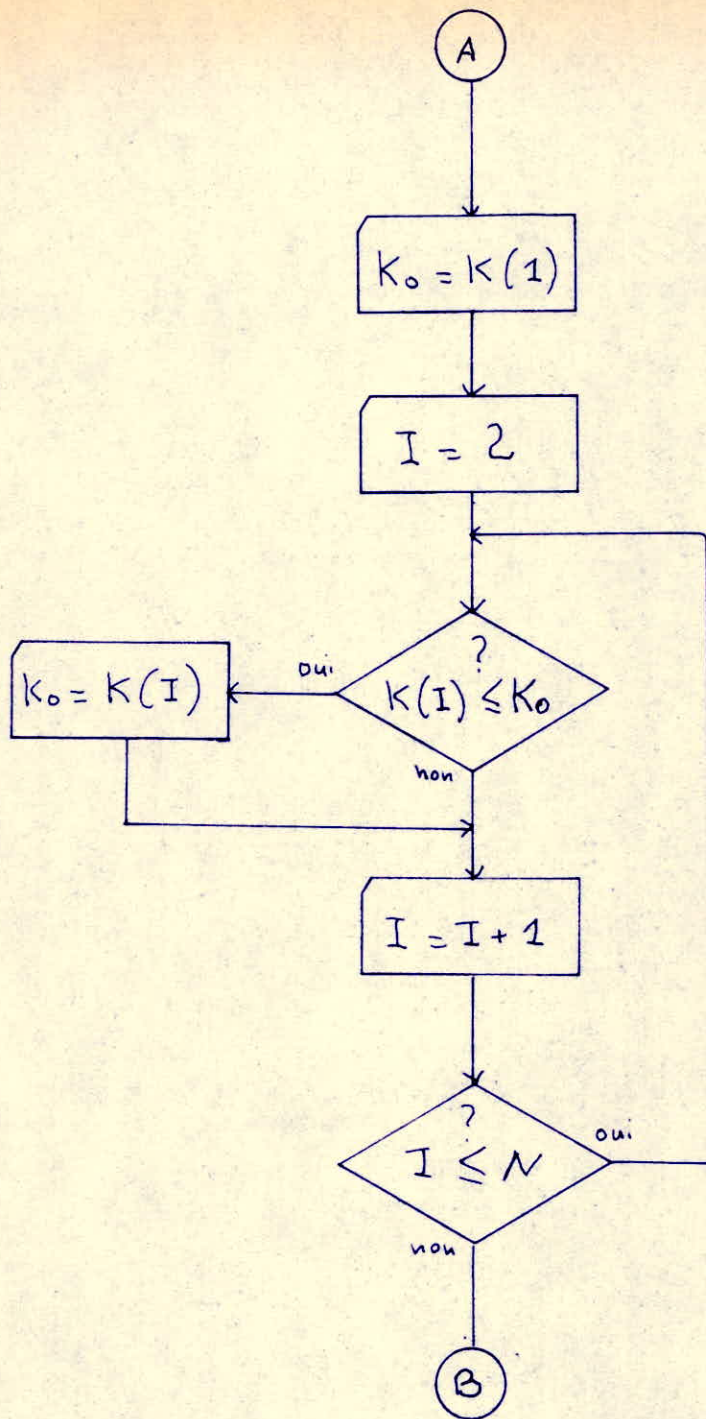 A
K₀ = K(1)
I = 2
?
K(I) ≤ K₀
oui
K₀ = K(I)
non
I = I + 1
?
I ≤ N
oui
non
B